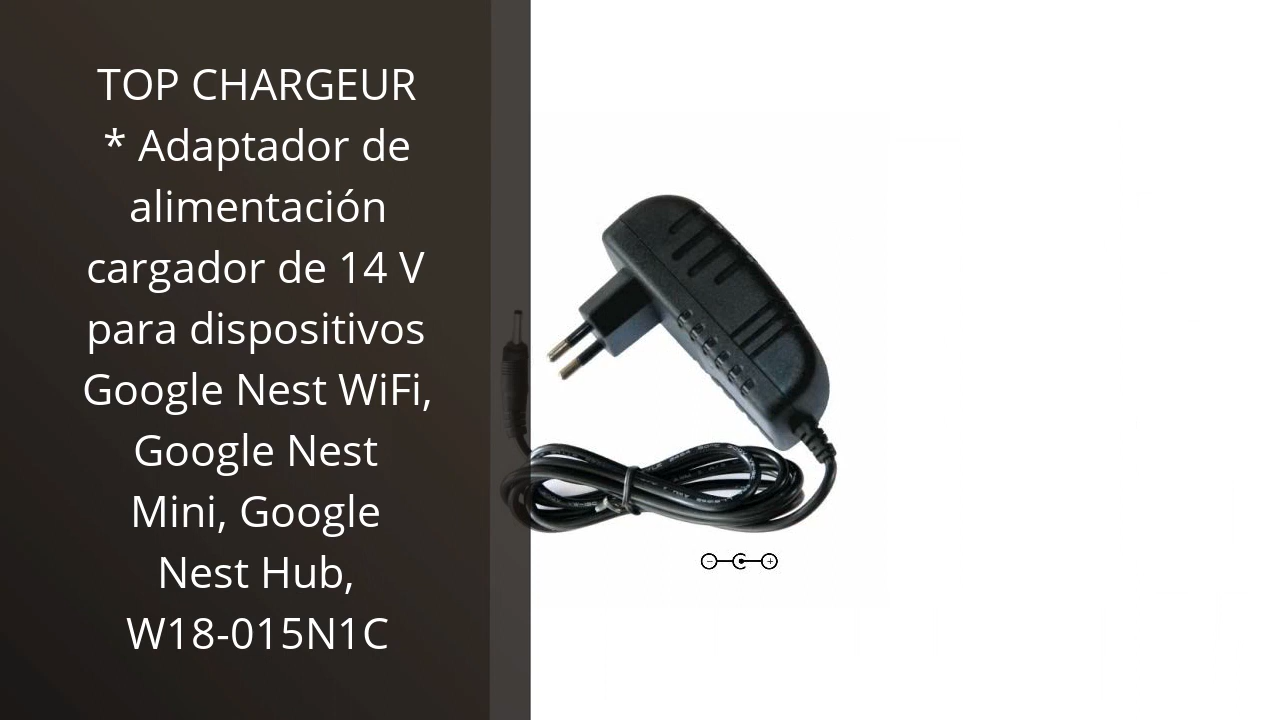 TOP CHARGEUR
* Adaptador de
alimentación
cargador de 14 V
para dispositivos
Google Nest WiFi,
Google Nest
Mini, Google
Nest Hub,
W18-015N1C